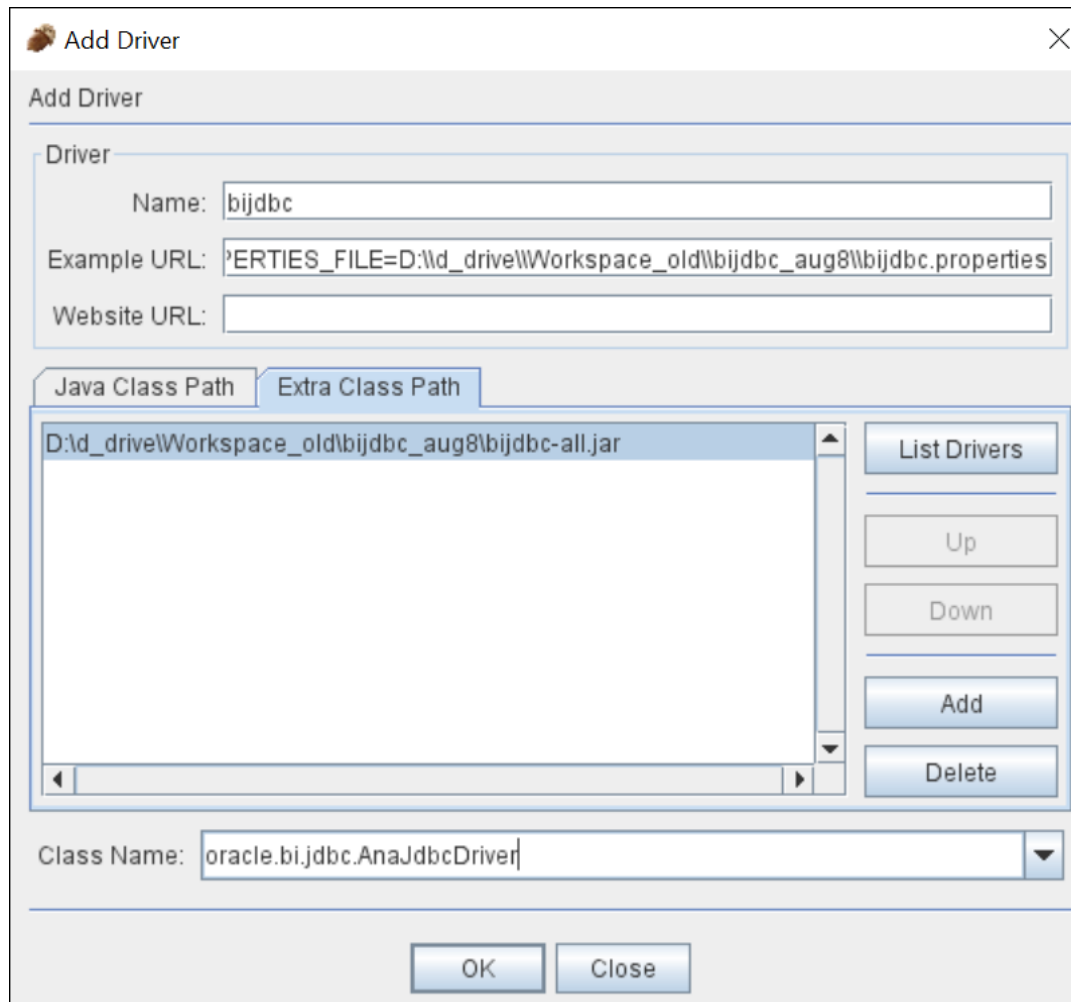 Add Driver
Add Driver
Driver
Name: bijdbc
Example URL: PERTIES_FILE=D:\\d_drive\\Workspace_old\\bijdbc_aug8\\bijdbc.properties
Website URL:
Java Class Path Extra Class Path
D:\d_drive\Workspace_old\bijdbc_aug8\bijdbc-all.jar
List Drivers
Up
Down
Add
Delete
Class Name: oracle.bi.jdbc.AnaJdbcDriver
OK Close